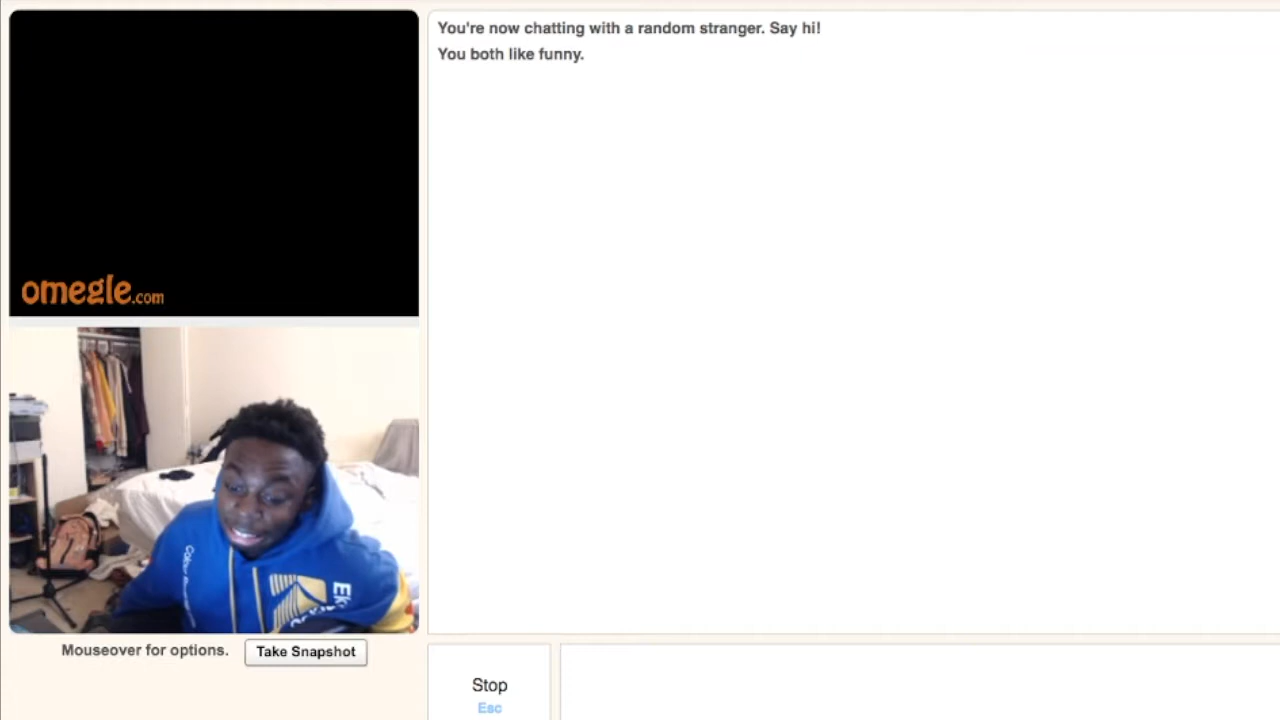 You're now chatting with a random stranger. Say hi!
You both like funny.
omegle.com
Mouseover for options.
Take Snapshot
Stop
Esc